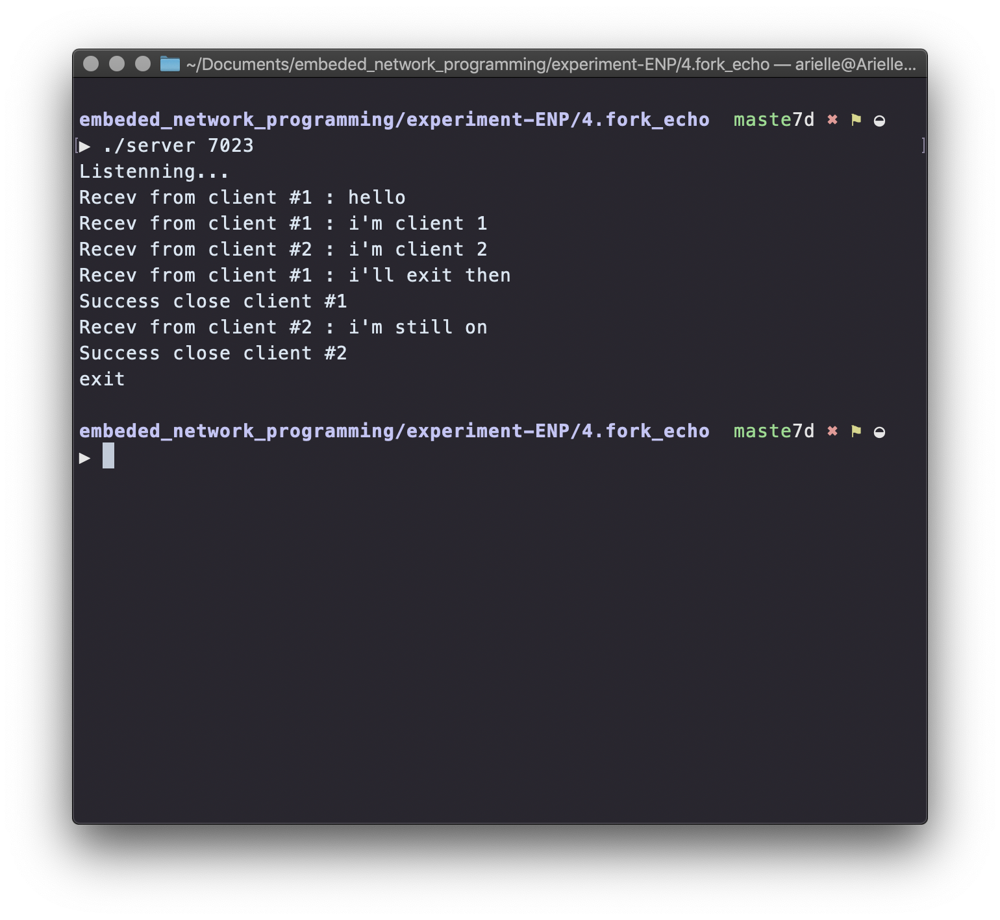 ~/Documents/embeded_network_programming/experiment-ENP/4.fork_echo — arielle@Arielle...
embeded_network_programming/experiment-ENP/4.fork_echo maste7d ✖ ⚑ ◒
[▶ ./server 7023 ]
Listenning...
Recev from client #1 : hello
Recev from client #1 : i'm client 1
Recev from client #2 : i'm client 2
Recev from client #1 : i'll exit then
Success close client #1
Recev from client #2 : i'm still on
Success close client #2
exit
embeded_network_programming/experiment-ENP/4.fork_echo maste7d ✖ ⚑ ◒
▶